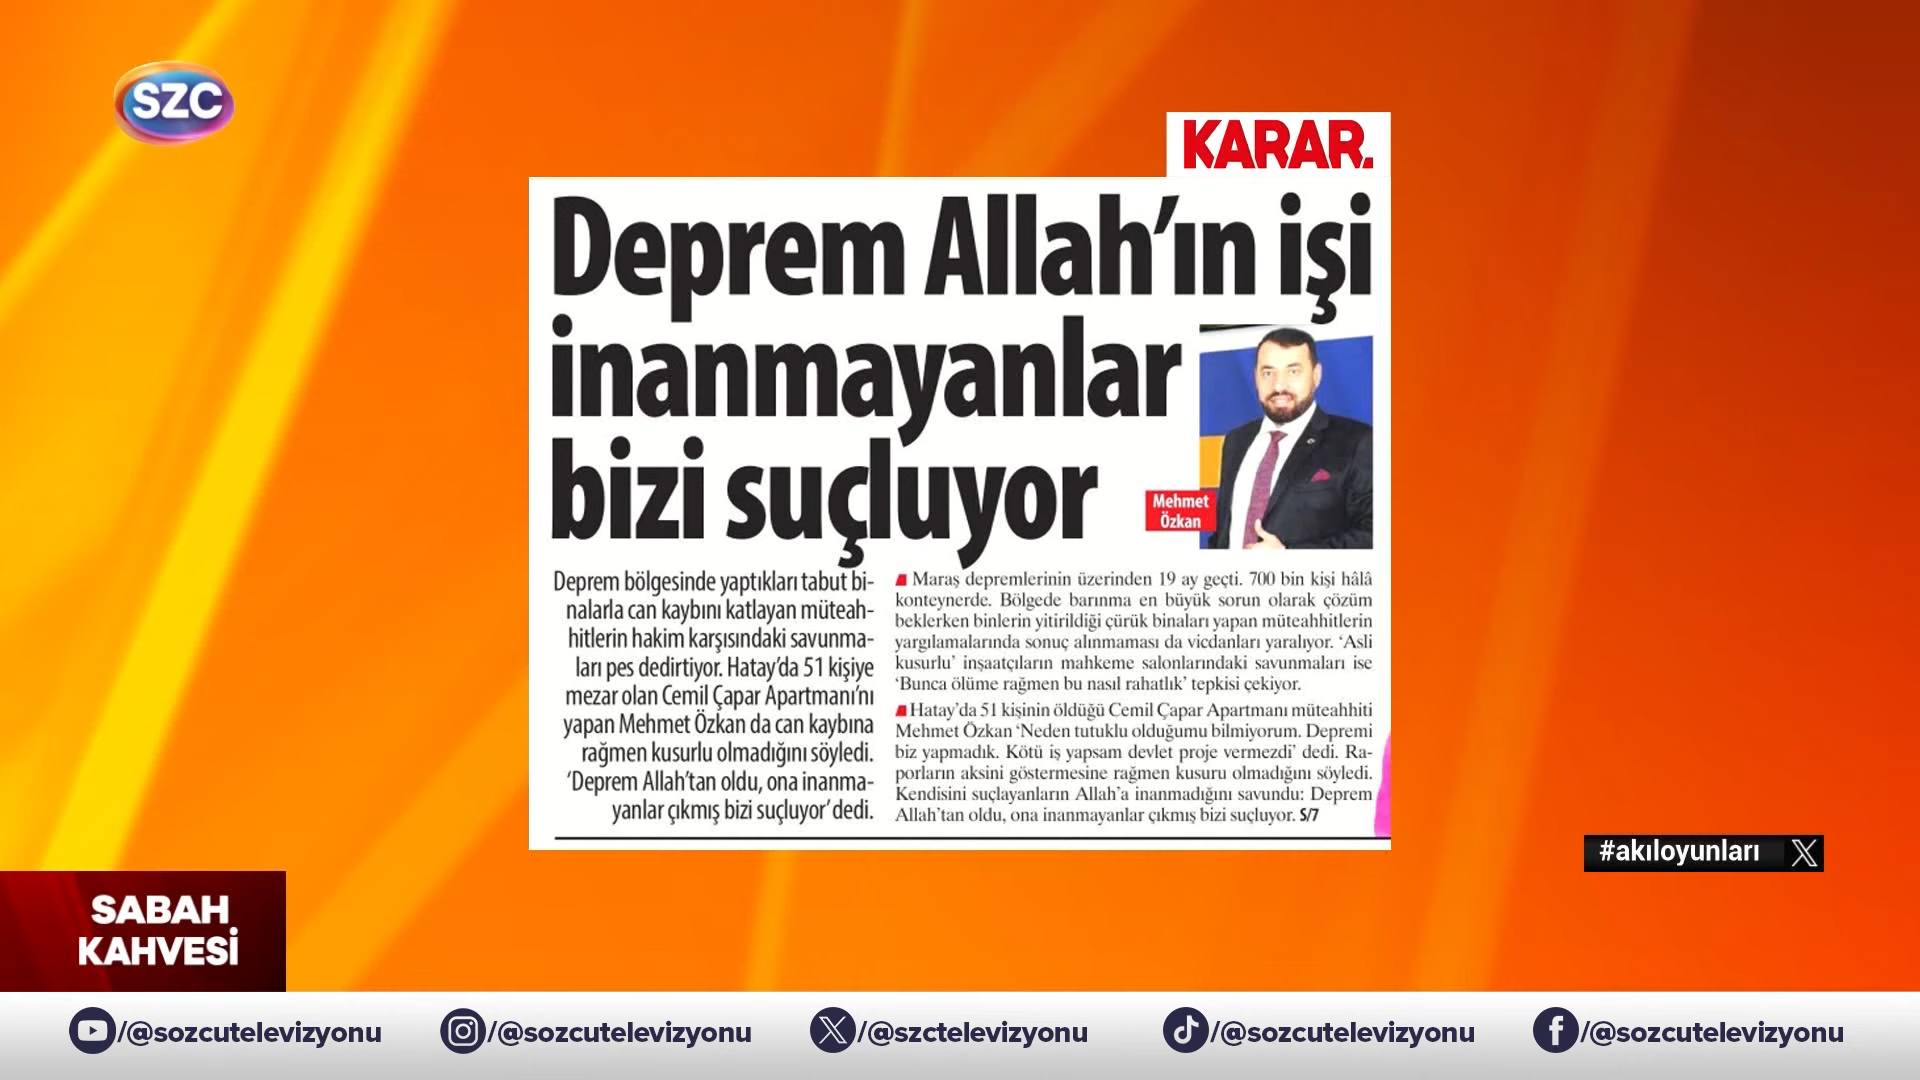 SZC
KARAR.
Deprem Allah'ın işi
inanmayanlar
bizi suçluyor
Mehmet
Özkan
Deprem bölgesinde yaptıkları tabut bi-
nalarla can kaybını katlayan müteah-
hitlerin hakim karşısındaki savunma-
ları pes dedirtiyor. Hatay'da 51 kişiye
mezar olan Cemil Çapar Apartmanı'nı
yapan Mehmet Özkan da can kaybına
rağmen kusurlu olmadığını söyledi.
'Deprem Allah'tan oldu, ona inanma-
yanlar çıkmış bizi suçluyor' dedi.
Maraş depremlerinin üzerinden 19 ay geçti. 700 bin kişi hâlâ
konteynerde. Bölgede barınma en büyük sorun olarak çözüm
beklerken binlerin yitirildiği çürük binaları yapan müteahhitlerin
yargılamalarında sonuç alınmaması da vicdanları yaralıyor. 'Asli
kusurlu' inşaatçıların mahkeme salonlarındaki savunmaları ise
'Bunca ölüme rağmen bu nasıl rahatlık' tepkisi çekiyor.
Hatay'da 51 kişinin öldüğü Cemil Çapar Apartmanı müteahhiti
Mehmet Özkan 'Neden tutuklu olduğumu bilmiyorum. Depremi
biz yapmadık. Kötü iş yapsam devlet proje vermezdi' dedi. Ra-
porların aksini göstermesine rağmen kusuru olmadığını söyledi.
Kendisini suçlayanların Allah'a inanmadığını savundu: Deprem
Allah'tan oldu, ona inanmayanlar çıkmış bizi suçluyor. S/7
#akıloyunları
SABAH
KAHVESİ
/@sozcutelevizyonu /@sozcutelevizyonu /@szctelevizyonu /@sozcutelevizyonu /@sozcutelevizyonu